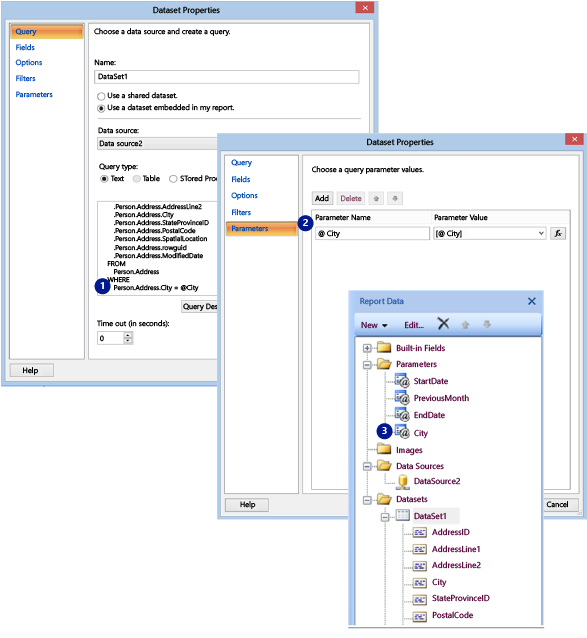 Dataset Properties
Query
Fields
Options
Filters
Parameters
Choose a data source and create a query.
Name:
DataSet1
Use a shared dataset.
Use a dataset embedded in my report.
Data source:
Data source2
Query type:
Text Table STored Proc
.Person.Address.AddressLine2
.Person.Address.City
.Person.Address.StateProvinceID
.Person.Address.PostalCode
.Person.Address.SpatialLocation
.Person.Address.rowguid
.Person.Address.ModifiedDate
FROM
Person.Address
WHERE
1 Person.Address.City = @City
Query Des
Time out (in seconds):
0
Help
Dataset Properties
Query
Fields
Options
Filters
Parameters
Choose a query parameter values.
Add Delete
2 Parameter Name Parameter Value
@ City [@ City] fx
Help
Cancel
Report Data
New Edit...
Built-in Fields
Parameters
StartDate
PreviousMonth
EndDate
3 City
Images
Data Sources
DataSource2
Datasets
DataSet1
AddressID
AddressLine1
AddressLine2
City
StateProvinceID
PostalCode